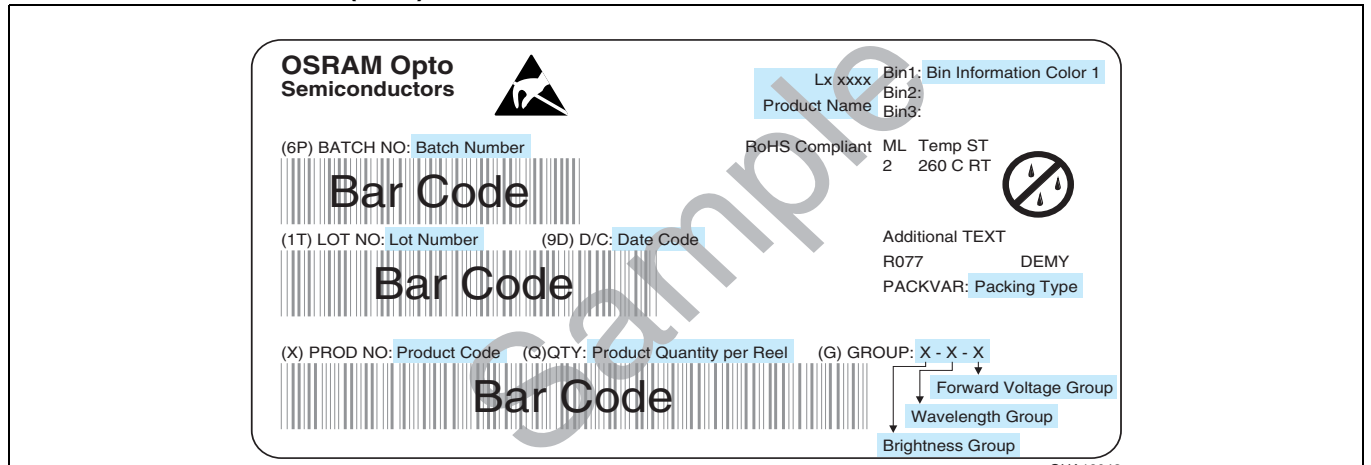 OSRAM Opto
Semiconductors
Lx xxxx
Product Name
Bin1: Bin Information Color 1
Bin2:
Bin3:
(6P) BATCH NO: Batch Number
Bar Code
RoHS Compliant
ML Temp ST
2 260 C RT
(1T) LOT NO: Lot Number (9D) D/C: Date Code
Bar Code
Additional TEXT
R077 DEMY
PACKVAR: Packing Type
(X) PROD NO: Product Code (Q)QTY: Product Quantity per Reel (G) GROUP: X - X - X
Bar Code
Forward Voltage Group
Wavelength Group
Brightness Group
Sample